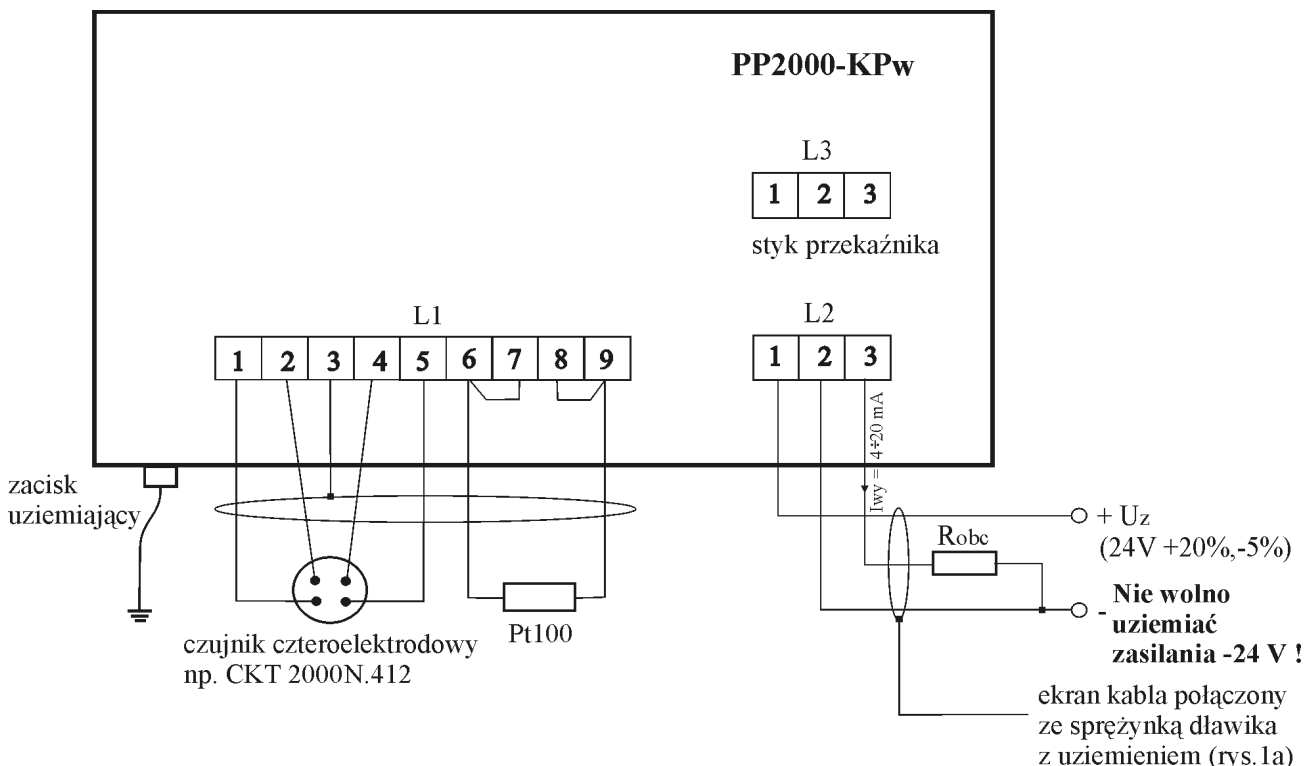 PP2000-KPw
L3
1 2 3
styk przekaźnika
L1
1 2 3 4 5 6 7 8 9
L2
1 2 3
Iwy = 4÷20 mA
zacisk
uziemiający
+ Uz
(24V +20%,-5%)
Robc
- Nie wolno
uziemiać
zasilania -24 V !
Pt100
czujnik czteroelektrodowy
np. CKT 2000N.412
ekran kabla połączony
ze sprężynką dławika
z uziemieniem (rys.1a)